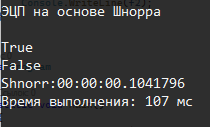 ЭЦП на основе Шнорра
True
False
Shnorr:00:00:00.1041796
Время выполнения: 107 мс